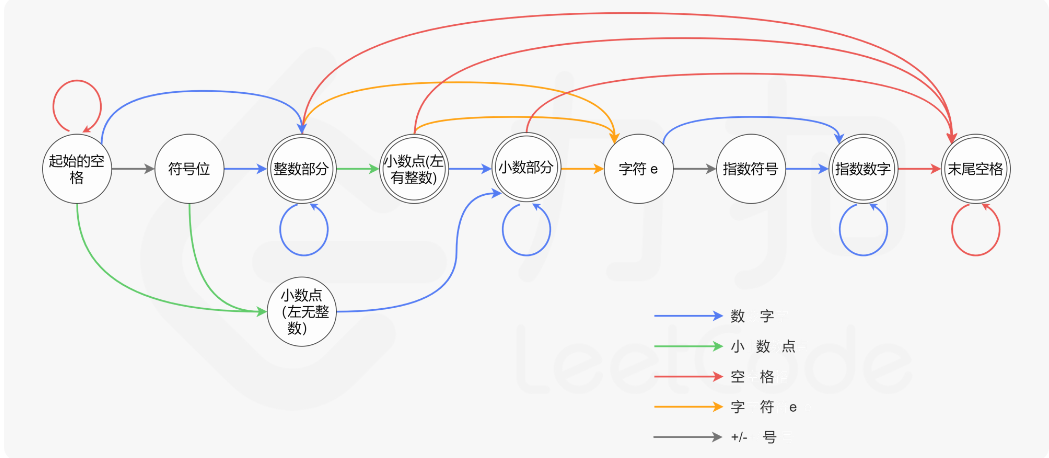 起始的空
格
符号位
整数部分
小数点(左
有整数)
小数部分
字符 e
指数符号
指数数字
末尾空格
小数点
（左无整
数）
数 字
小 数 点
空 格
字 符 e
+/- 号
力扣
LeetCode